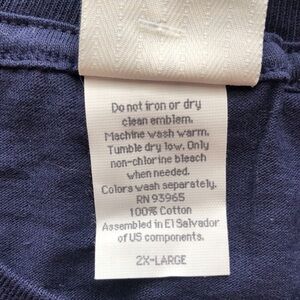 Do not iron or dry
clean emblem.
Machine wash warm.
Tumble dry low. Only
non-chlorine bleach
when needed.
Colors wash separately.
RN 93965
100% Cotton
Assembled in El Salvador
of US components.
2X-LARGE